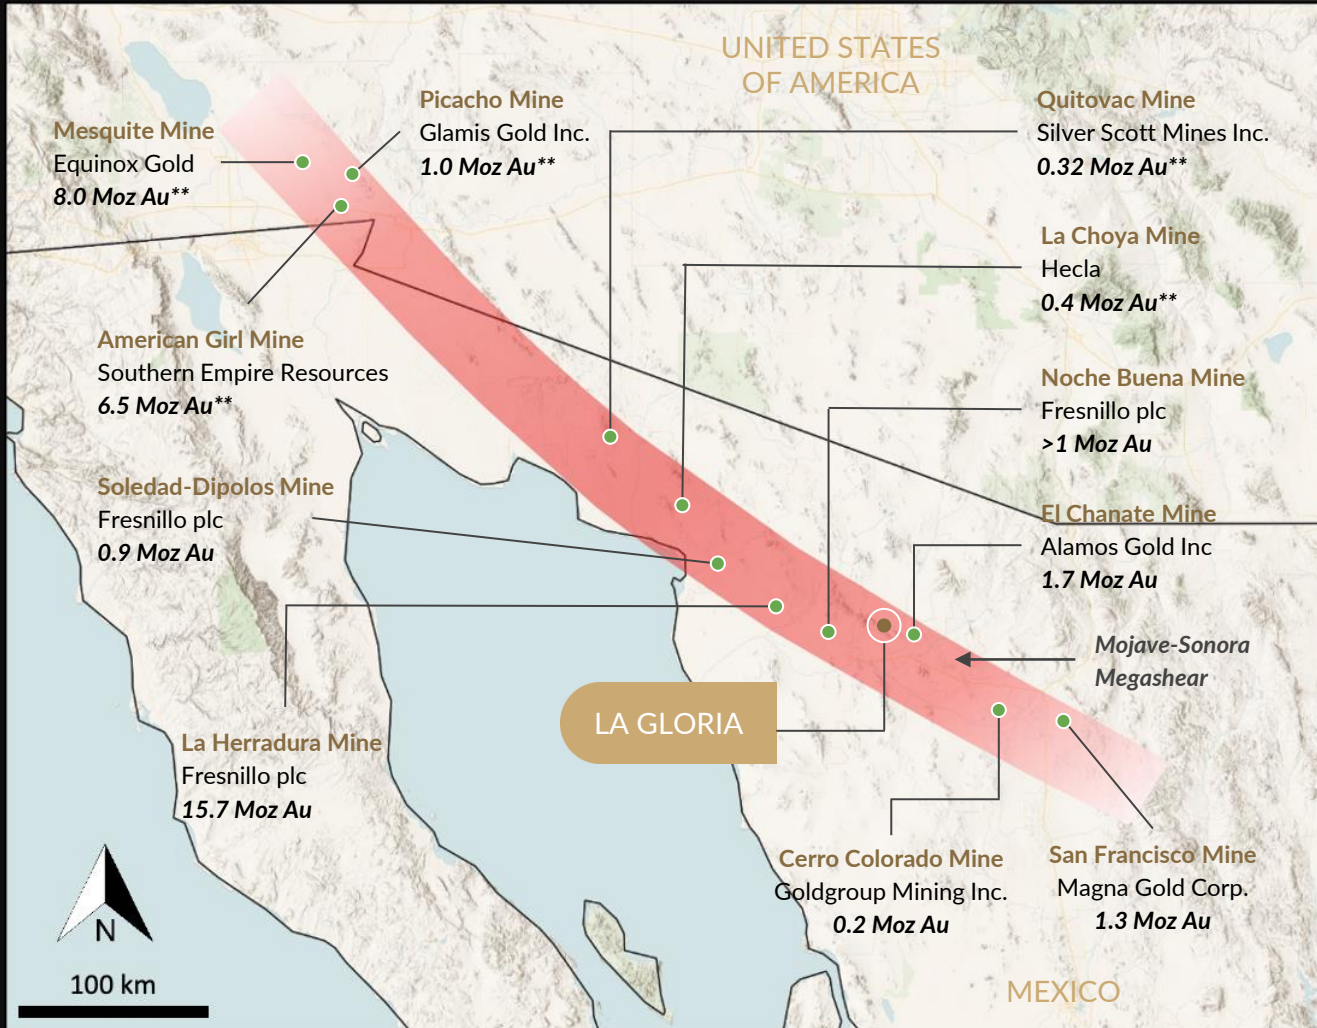 UNITED STATES
OF AMERICA
Picacho Mine
Glamis Gold Inc.
1.0 Moz Au**
Quitovac Mine
Silver Scott Mines Inc.
0.32 Moz Au**
Mesquite Mine
Equinox Gold
8.0 Moz Au**
La Choya Mine
Hecla
0.4 Moz Au**
American Girl Mine
Southern Empire Resources
6.5 Moz Au**
Noche Buena Mine
Fresnillo plc
>1 Moz Au
Soledad-Dipolos Mine
Fresnillo plc
0.9 Moz Au
El Chanate Mine
Alamos Gold Inc
1.7 Moz Au
Mojave-Sonora
Megashear
LA GLORIA
La Herradura Mine
Fresnillo plc
15.7 Moz Au
Cerro Colorado Mine
Goldgroup Mining Inc.
0.2 Moz Au
San Francisco Mine
Magna Gold Corp.
1.3 Moz Au
N
100 km
MEXICO